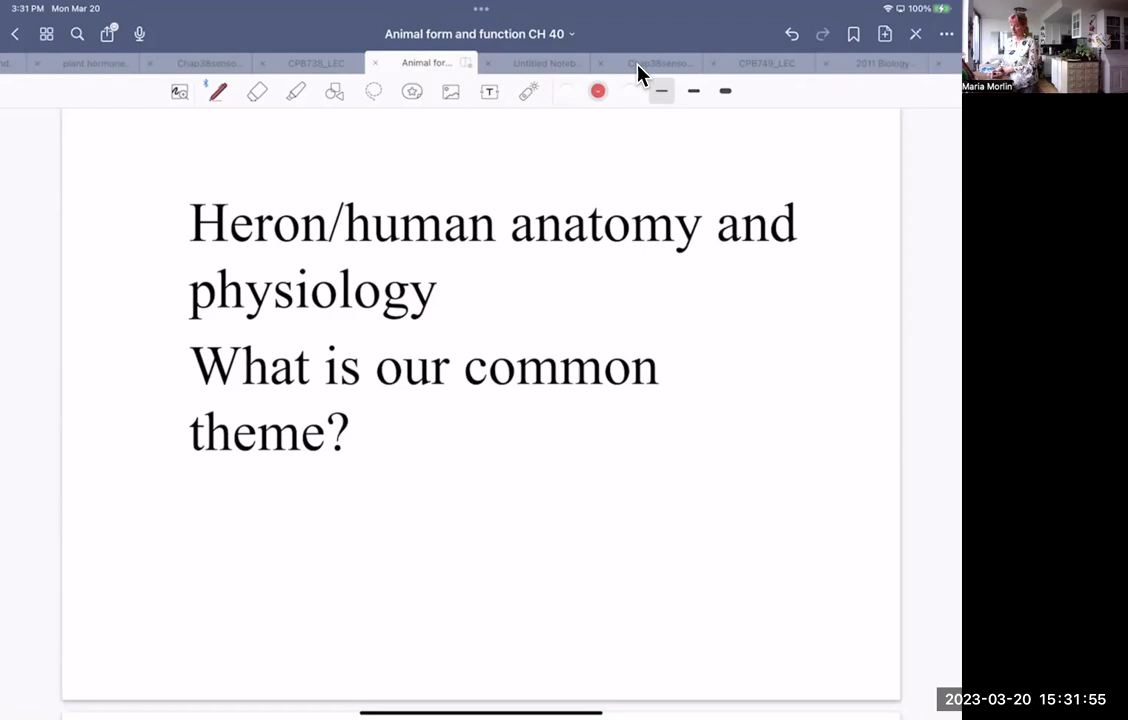 3:31 PM Mon Mar 20
100%
Animal form and function CH 40
nd.
plant hormone..
Chap38senso...
CPB738_LEC
Animal for...
Untitled Noteb...
Chap38senso...
CPB749_LEC
2011 Biology
Heron/human anatomy and
physiology
What is our common
theme?
Maria Morlin
2023-03-20 15:31:55